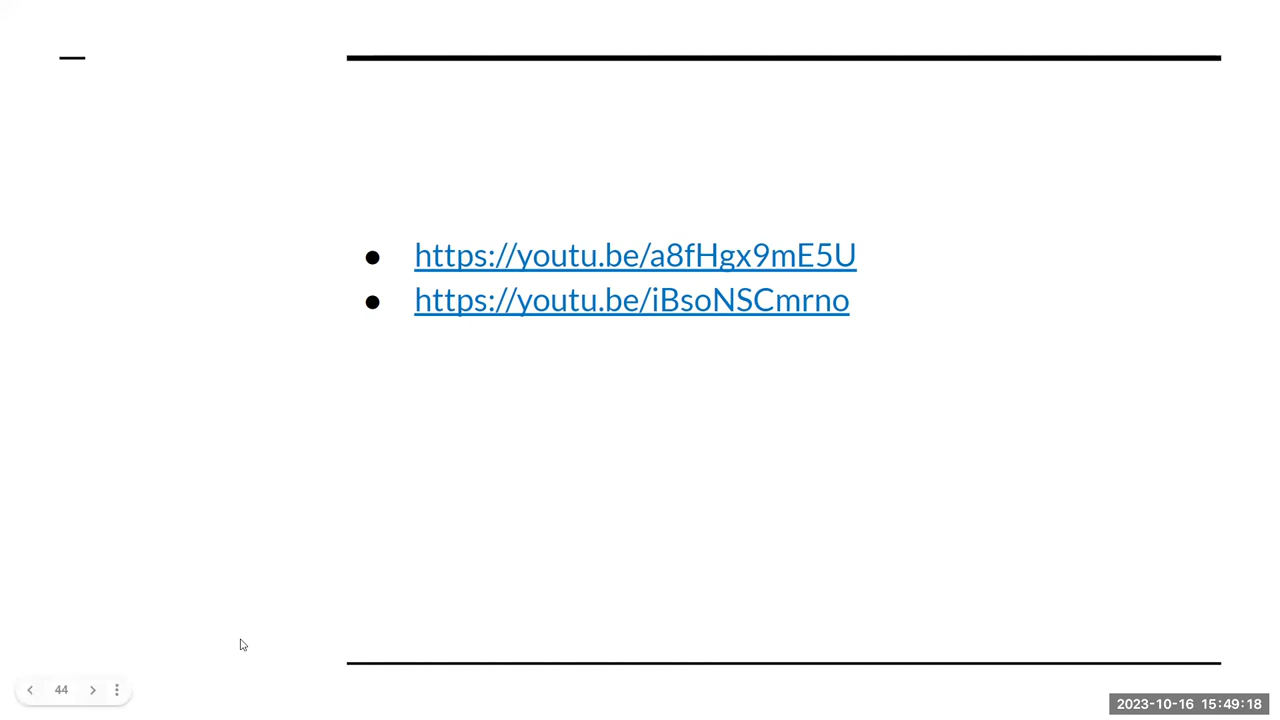 ● https://youtu.be/a8fHgx9mE5U
● https://youtu.be/iBsoNSCmrno
44
2023-10-16 15:49:18